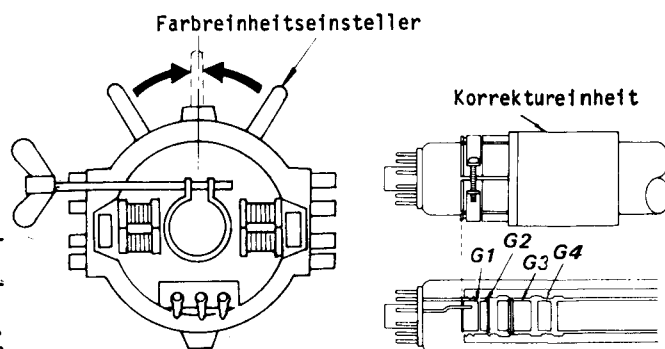 Farbreinheitseinsteller
Korrektureinheit
G1
G2
G3
G4